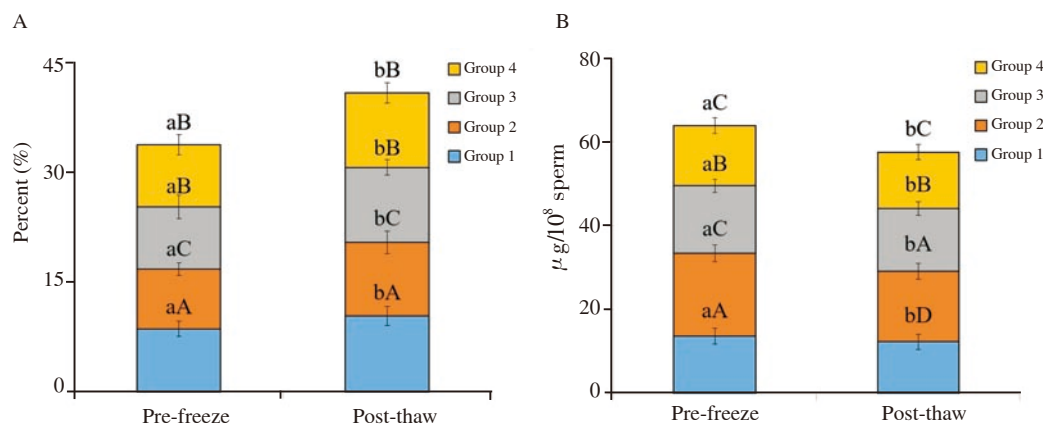 A
Percent (%)
45
30
15
0
aB
aB
aC
aA
bB
bB
bC
bA
Pre-freeze
Post-thaw
Group 4
Group 3
Group 2
Group 1
B
μg/10⁸ sperm
80
60
40
20
0
aC
aB
aC
aA
bC
bB
bA
bD
Pre-freeze
Post-thaw
Group 4
Group 3
Group 2
Group 1